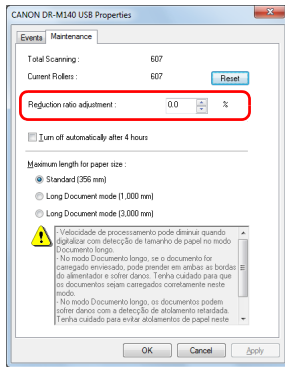 CANON DR-M140 USB Properties
Events Maintenance
Total Scanning : 607
Current Rollers : 607 Reset
Reduction ratio adjustment : 0.0 %
Turn off automatically after 4 hours
Maximum length for paper size :
Standard (356 mm)
Long Document mode (1,000 mm)
Long Document mode (3,000 mm)
- Velocidade de processamento pode diminuir quando
digitalizar com detecção de tamanho de papel no modo
Documento longo.
- No modo Documento longo, se o documento for
carregado enviesado, pode prender em ambas as bordas
do alimentador e sofrer danos. Tenha cuidado para que
os documentos sejam carregados corretamente neste
modo.
- No modo Documento longo, os documentos podem
sofrer danos com a detecção de atolamento retardada.
Tenha cuidado para evitar atolamentos de papel neste
OK Cancel Apply